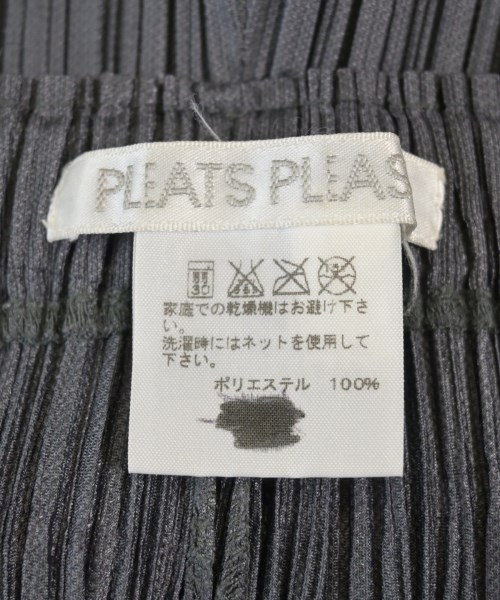 PLEATS PLEAS
30
家庭での乾燥機はお避け下さ
い。
洗濯時にはネットを使用して
下さい。
ポリエステル 100%